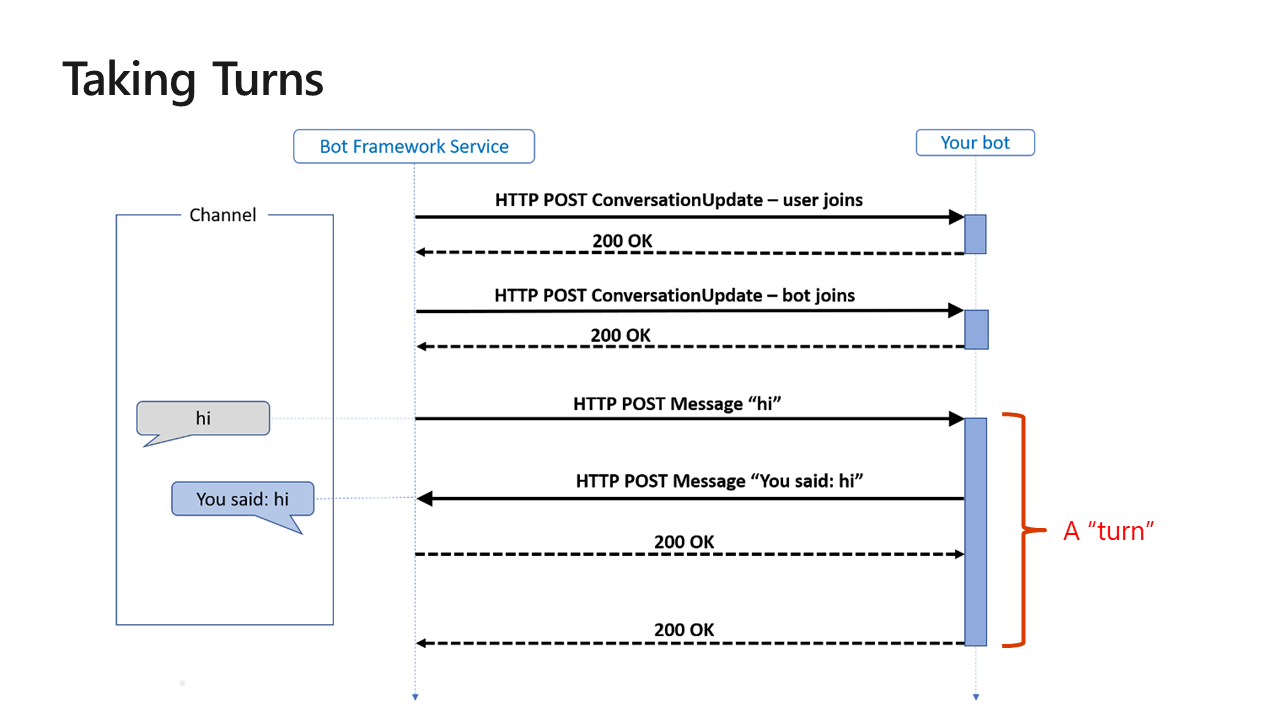 Taking Turns
Bot Framework Service
Your bot
HTTP POST ConversationUpdate – user joins
Channel
200 OK
HTTP POST ConversationUpdate – bot joins
200 OK
HTTP POST Message “hi”
hi
HTTP POST Message “You said: hi”
You said: hi
A “turn”
200 OK
200 OK